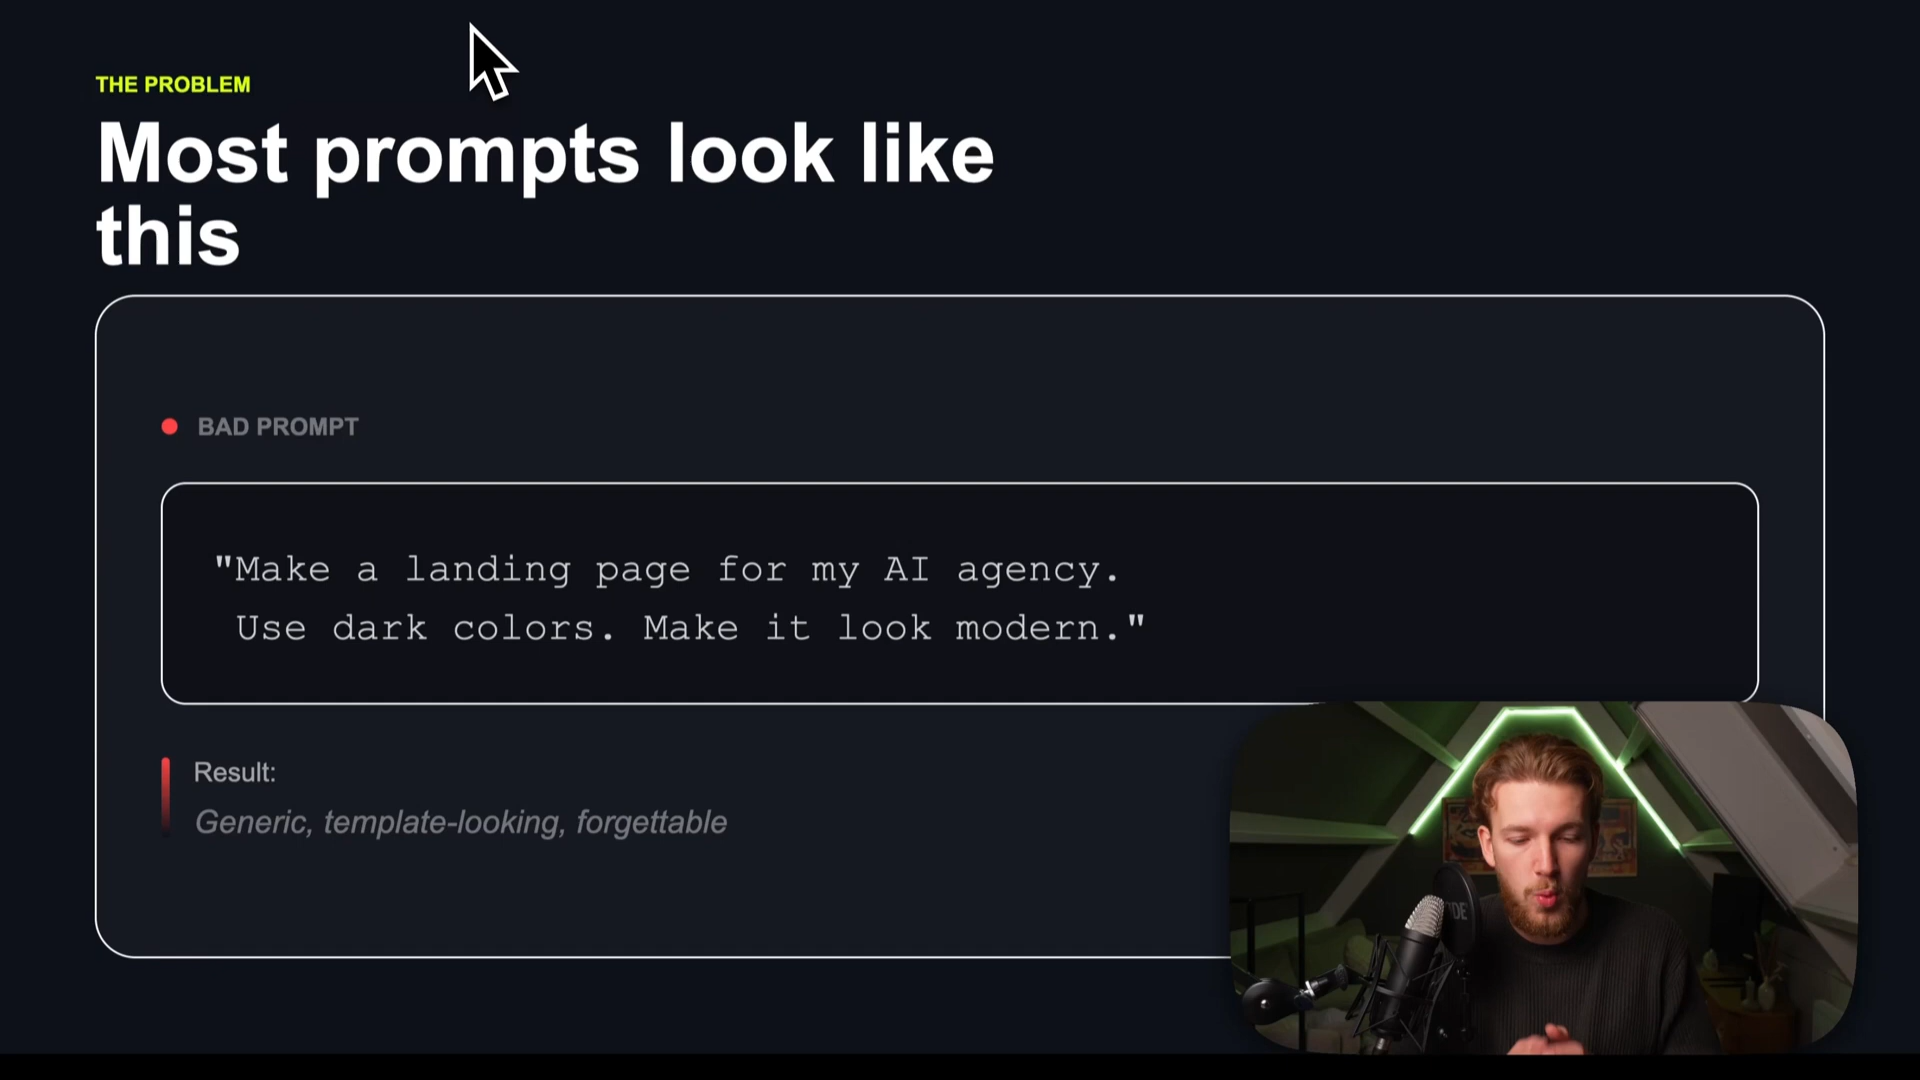 THE PROBLEM
Most prompts look like
this
BAD PROMPT
"Make a landing page for my AI agency.
Use dark colors. Make it look modern."
Result:
Generic, template-looking, forgettable